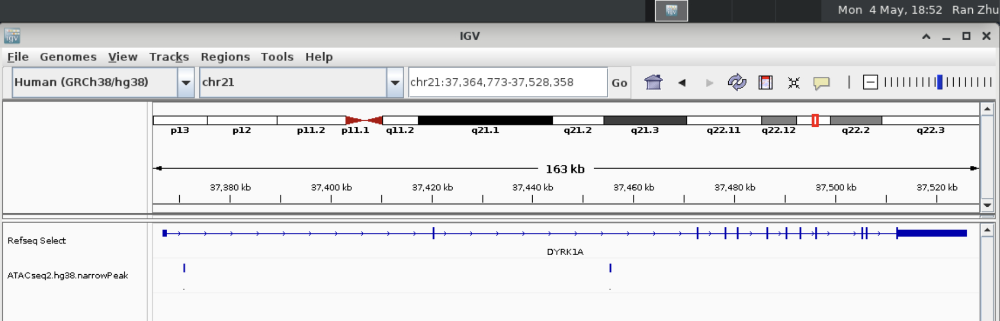 Mon 4 May, 18:52 Ran Zhu
igv
IGV
File Genomes View Tracks Regions Tools Help
Human (GRCh38/hg38) chr21 chr21:37,364,773-37,528,358 Go
p13 p12 p11.2 p11.1 q11.2 q21.1 q21.2 q21.3 q22.11 q22.12 q22.2 q22.3
163 kb
37,380 kb 37,400 kb 37,420 kb 37,440 kb 37,460 kb 37,480 kb 37,500 kb 37,520 kb
Refseq Select
DYRK1A
ATACseq2.hg38.narrowPeak